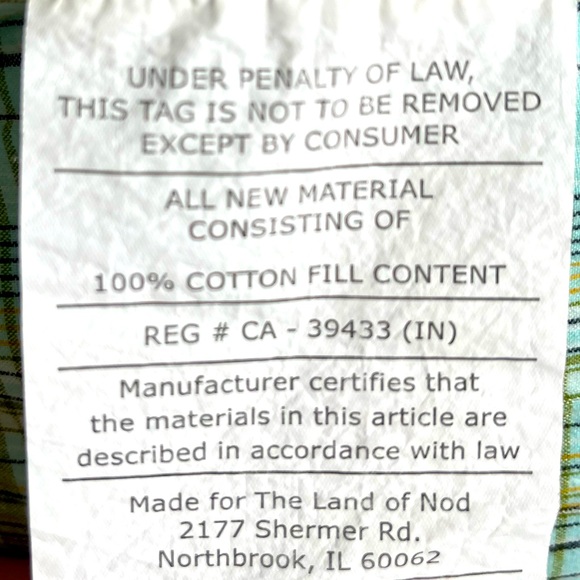 UNDER PENALTY OF LAW,
THIS TAG IS NOT TO BE REMOVED
EXCEPT BY CONSUMER
ALL NEW MATERIAL
CONSISTING OF
100% COTTON FILL CONTENT
REG # CA - 39433 (IN)
Manufacturer certifies that
the materials in this article are
described in accordance with law
Made for The Land of Nod
2177 Shermer Rd.
Northbrook, IL 60062